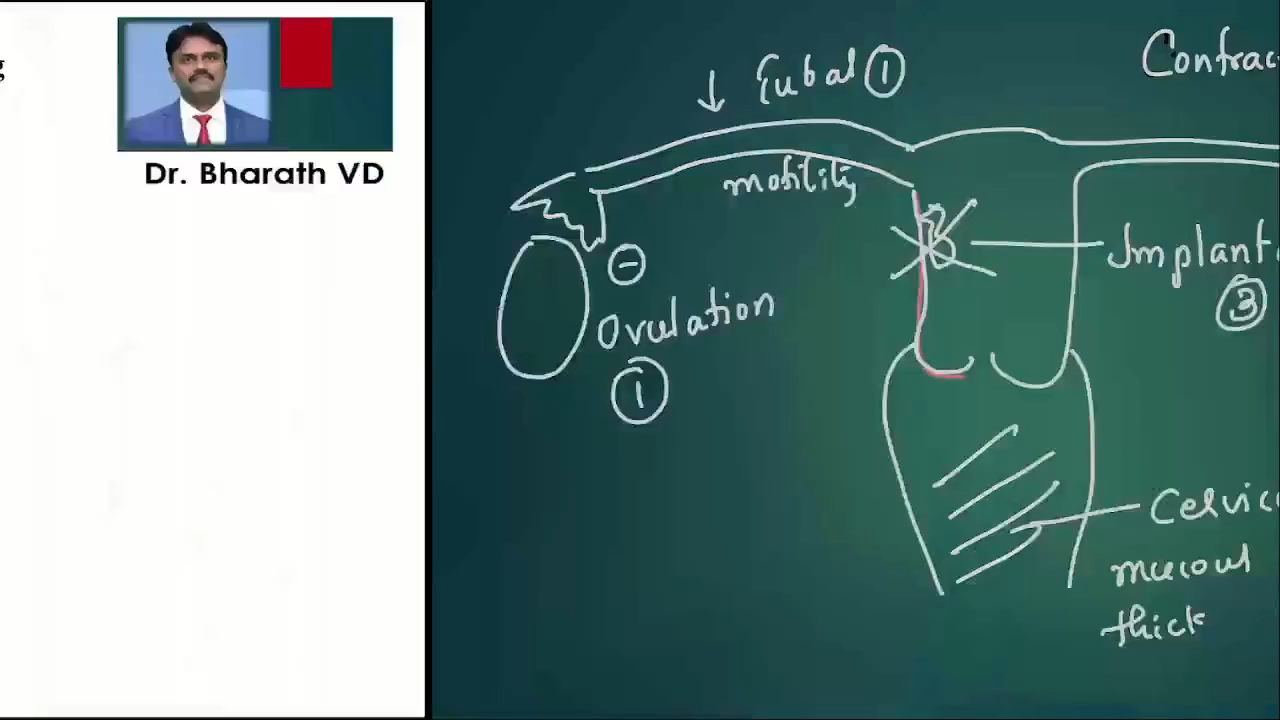 g
Dr. Bharath VD
Contrac
↓ Tubal ①
motility
⊖
Ovulation
①
Implant
③
Cervic
mucous
thick